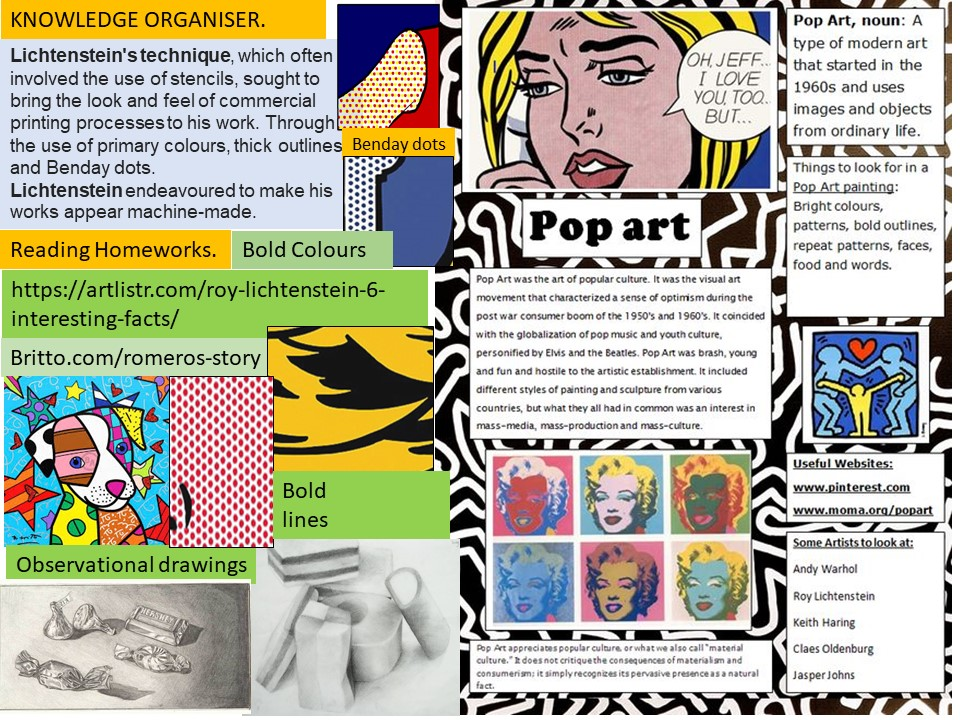 KNOWLEDGE ORGANISER.
Lichtenstein's technique, which often
involved the use of stencils, sought to
bring the look and feel of commercial
printing processes to his work. Through
the use of primary colours, thick outlines
and Benday dots.
Lichtenstein endeavoured to make his
works appear machine-made.
Benday dots
Reading Homeworks.
Bold Colours
https://artlistr.com/roy-lichtenstein-6-
interesting-facts/
Britto.com/romeros-story
Bold
lines
Observational drawings
HERSHEY
OH, JEFF...
I LOVE
YOU, TOO...
BUT...
Pop art
Pop Art was the art of popular culture. It was the visual art
movement that characterized a sense of optimism during the
post war consumer boom of the 1950's and 1960's. It coincided
with the globalization of pop music and youth culture,
personified by Elvis and the Beatles. Pop Art was brash, young
and fun and hostile to the artistic establishment. It included
different styles of painting and sculpture from various
countries, but what they all had in common was an interest in
mass-media, mass-production and mass-culture.
Pop Art appreciates popular culture, or what we also call "material
culture." It does not critique the consequences of materialism and
consumerism; it simply recognizes its pervasive presence as a natural
fact.
Pop Art, noun: A
type of modern art
that started in the
1960s and uses
images and objects
from ordinary life.
Things to look for in a
Pop Art painting:
Bright colours,
patterns, bold outlines,
repeat patterns, faces,
food and words.
Useful Websites:
www.pinterest.com
www.moma.org/popart
Some Artists to look at:
Andy Warhol
Roy Lichtenstein
Keith Haring
Claes Oldenburg
Jasper Johns